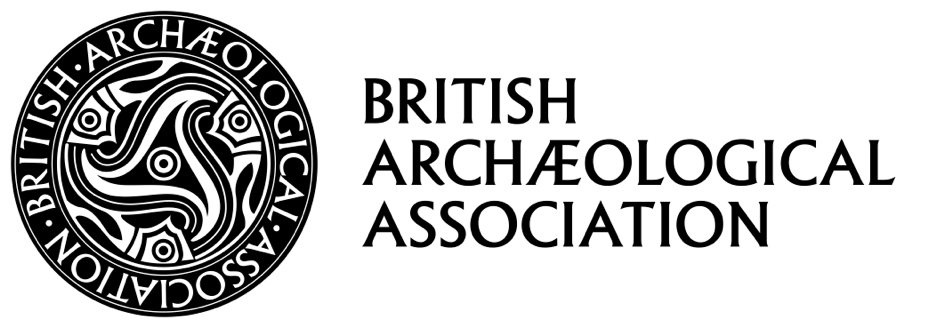 BRITISH · ARCHÆOLOGICAL · ASSOCIATION ·
BRITISH
ARCHÆOLOGICAL
ASSOCIATION